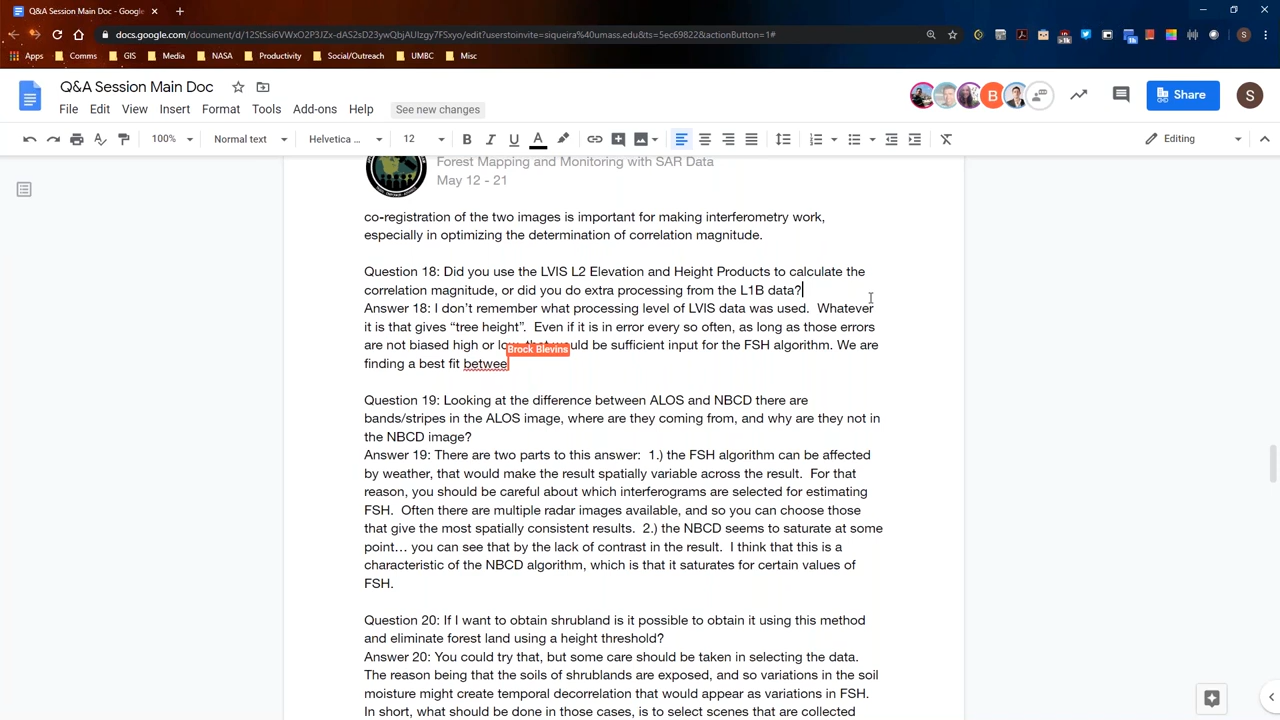 Q&A Session Main Doc - Google
docs.google.com/document/d/12StSsi6VWxO2P3JZx-dAS2sD3ywQbjAUIzgy7FSxyo/edit?userstoinvite=siqueira%40umass.edu&ts=5ec69822&actionButton=1#
Apps Comms GIS Media NASA Productivity Social/Outreach UMBC Misc
Q&A Session Main Doc
File Edit View Insert Format Tools Add-ons Help See new changes
B
Share
S
100% Normal text Helvetica ... 12 B I U A Editing
Forest Mapping and Monitoring with SAR Data
May 12 - 21
co-registration of the two images is important for making interferometry work,
especially in optimizing the determination of correlation magnitude.
Question 18: Did you use the LVIS L2 Elevation and Height Products to calculate the
correlation magnitude, or did you do extra processing from the L1B data?
Answer 18: I don't remember what processing level of LVIS data was used. Whatever
it is that gives “tree height”. Even if it is in error every so often, as long as those errors
are not biased high or low, that would be sufficient input for the FSH algorithm. We are
Brock Blevins
finding a best fit betwee
Question 19: Looking at the difference between ALOS and NBCD there are
bands/stripes in the ALOS image, where are they coming from, and why are they not in
the NBCD image?
Answer 19: There are two parts to this answer: 1.) the FSH algorithm can be affected
by weather, that would make the result spatially variable across the result. For that
reason, you should be careful about which interferograms are selected for estimating
FSH. Often there are multiple radar images available, and so you can choose those
that give the most spatially consistent results. 2.) the NBCD seems to saturate at some
point… you can see that by the lack of contrast in the result. I think that this is a
characteristic of the NBCD algorithm, which is that it saturates for certain values of
FSH.
Question 20: If I want to obtain shrubland is it possible to obtain it using this method
and eliminate forest land using a height threshold?
Answer 20: You could try that, but some care should be taken in selecting the data.
The reason being that the soils of shrublands are exposed, and so variations in the soil
moisture might create temporal decorrelation that would appear as variations in FSH.
In short, what should be done in those cases, is to select scenes that are collected